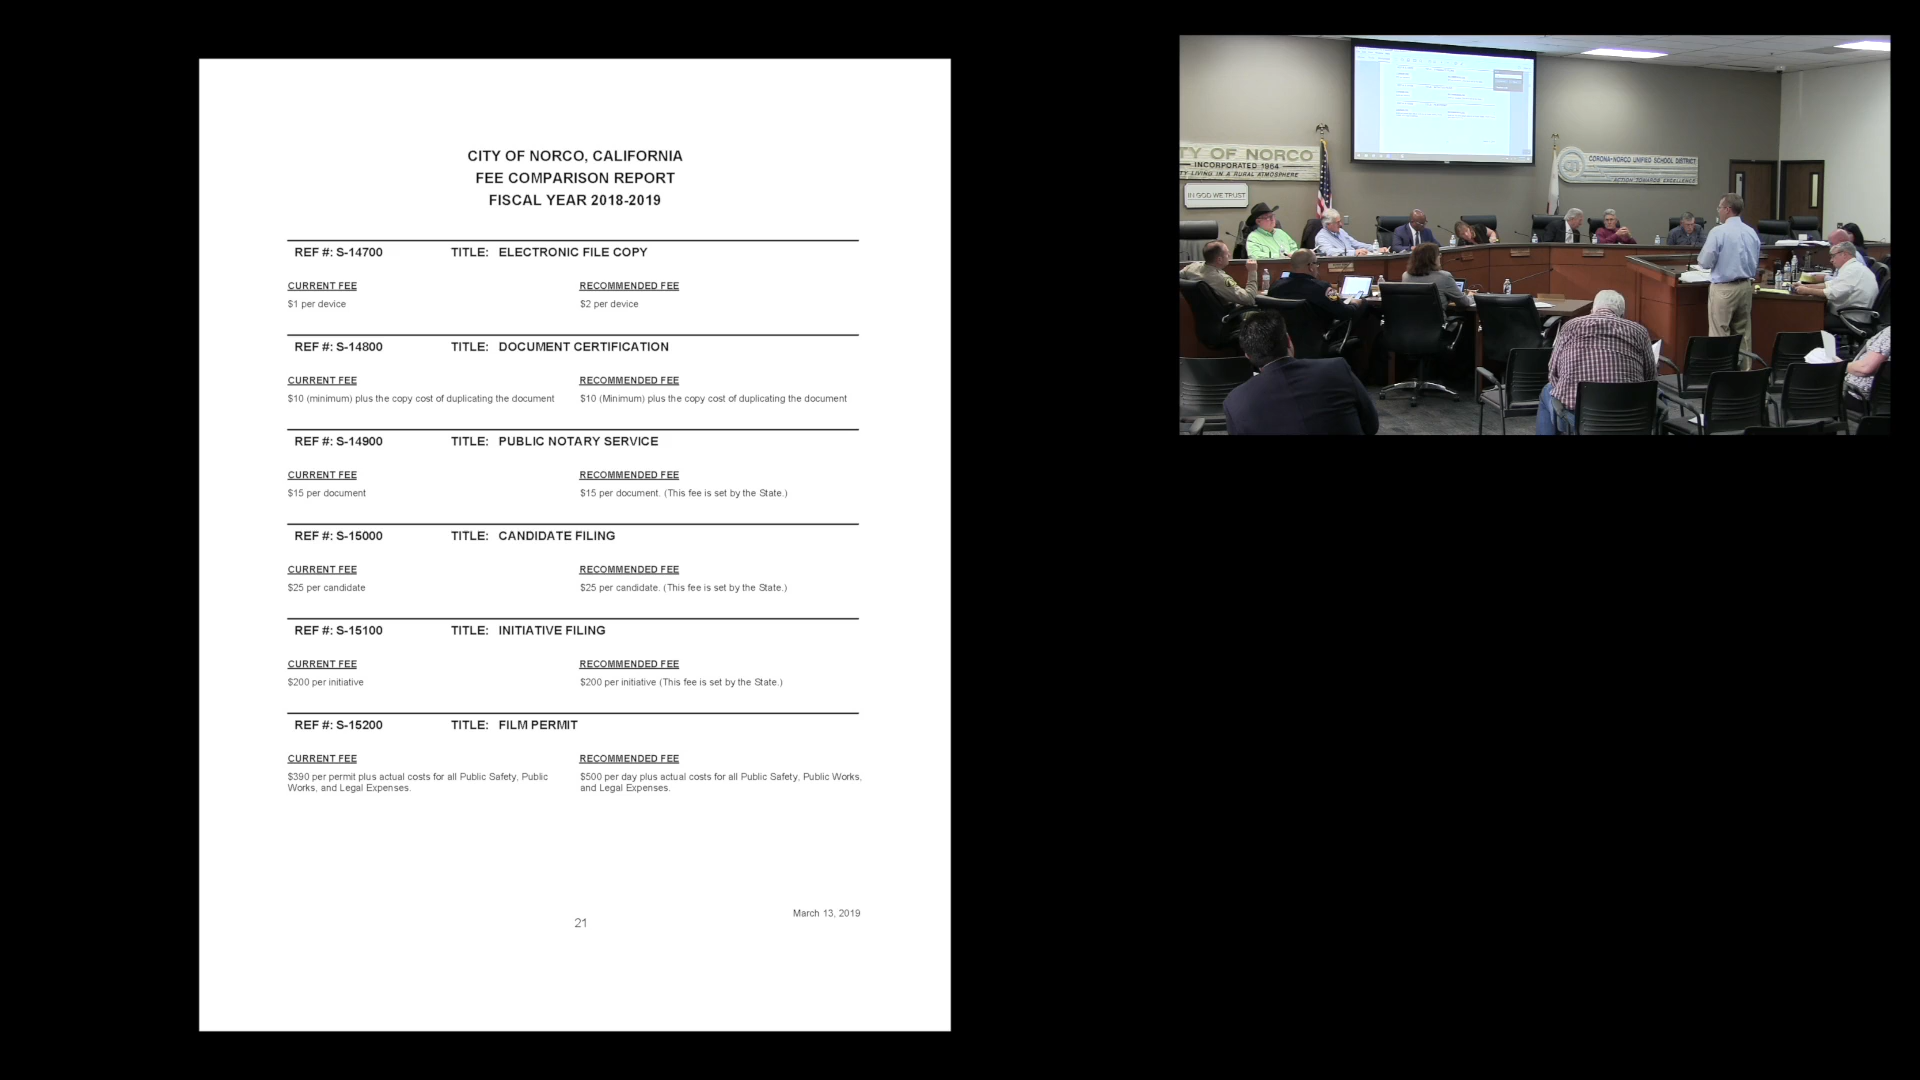 CITY OF NORCO, CALIFORNIA
FEE COMPARISON REPORT
FISCAL YEAR 2018-2019
REF #: S-14700 TITLE: ELECTRONIC FILE COPY
CURRENT FEE RECOMMENDED FEE
$1 per device $2 per device
REF #: S-14800 TITLE: DOCUMENT CERTIFICATION
CURRENT FEE RECOMMENDED FEE
$10 (minimum) plus the copy cost of duplicating the document $10 (Minimum) plus the copy cost of duplicating the document
REF #: S-14900 TITLE: PUBLIC NOTARY SERVICE
CURRENT FEE RECOMMENDED FEE
$15 per document $15 per document. (This fee is set by the State.)
REF #: S-15000 TITLE: CANDIDATE FILING
CURRENT FEE RECOMMENDED FEE
$25 per candidate $25 per candidate. (This fee is set by the State.)
REF #: S-15100 TITLE: INITIATIVE FILING
CURRENT FEE RECOMMENDED FEE
$200 per initiative $200 per initiative (This fee is set by the State.)
REF #: S-15200 TITLE: FILM PERMIT
CURRENT FEE RECOMMENDED FEE
$390 per permit plus actual costs for all Public Safety, Public $500 per day plus actual costs for all Public Safety, Public Works,
Works, and Legal Expenses. and Legal Expenses.
March 13, 2019
21
TY OF NORCO
INCORPORATED 1964
TY LIVING IN A RURAL ATMOSPHERE
IN GOD WE TRUST
CORONA-NORCO UNIFIED SCHOOL DISTRICT
ACTION TOWARDS EXCELLENCE